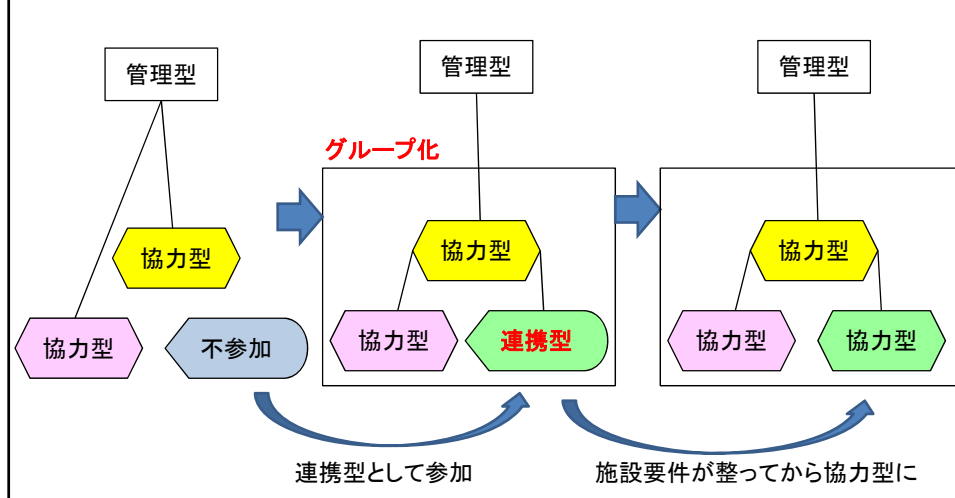 管理型
管理型
管理型
グループ化
協力型
協力型
協力型
協力型
不参加
協力型
連携型
協力型
協力型
連携型として参加
施設要件が整ってから協力型に